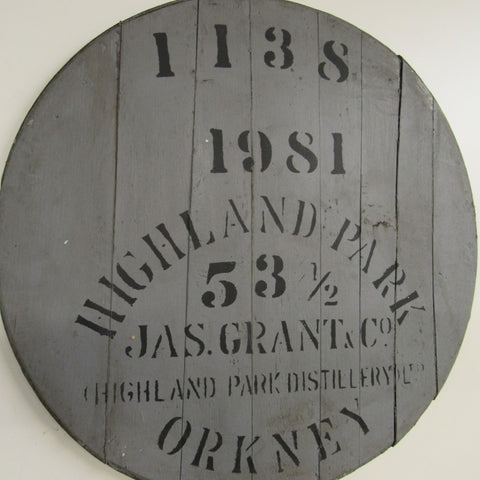 1138
1981
HIGHLAND PARK
53 1/2
JAS. GRANT & CO
(HIGHLAND PARK DISTILLERY) LTD
ORKNEY